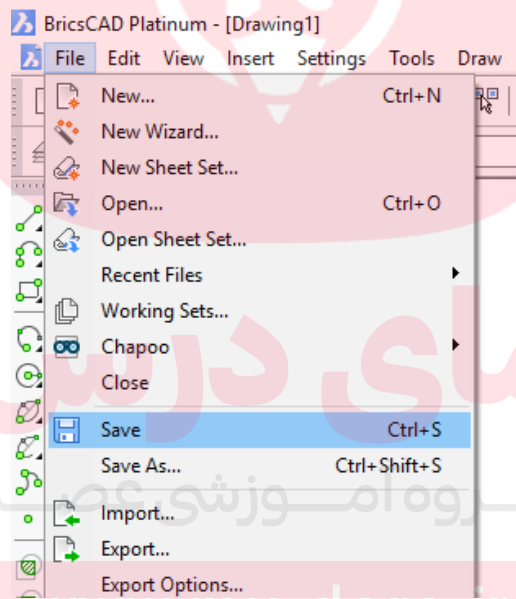 BricsCAD Platinum - [Drawing1]
File Edit View Insert Settings Tools Draw
New... Ctrl+N
New Wizard...
New Sheet Set...
Open... Ctrl+O
Open Sheet Set...
Recent Files
Working Sets...
Chapoo
Close
Save Ctrl+S
Save As... Ctrl+Shift+S
Import...
Export...
Export Options...